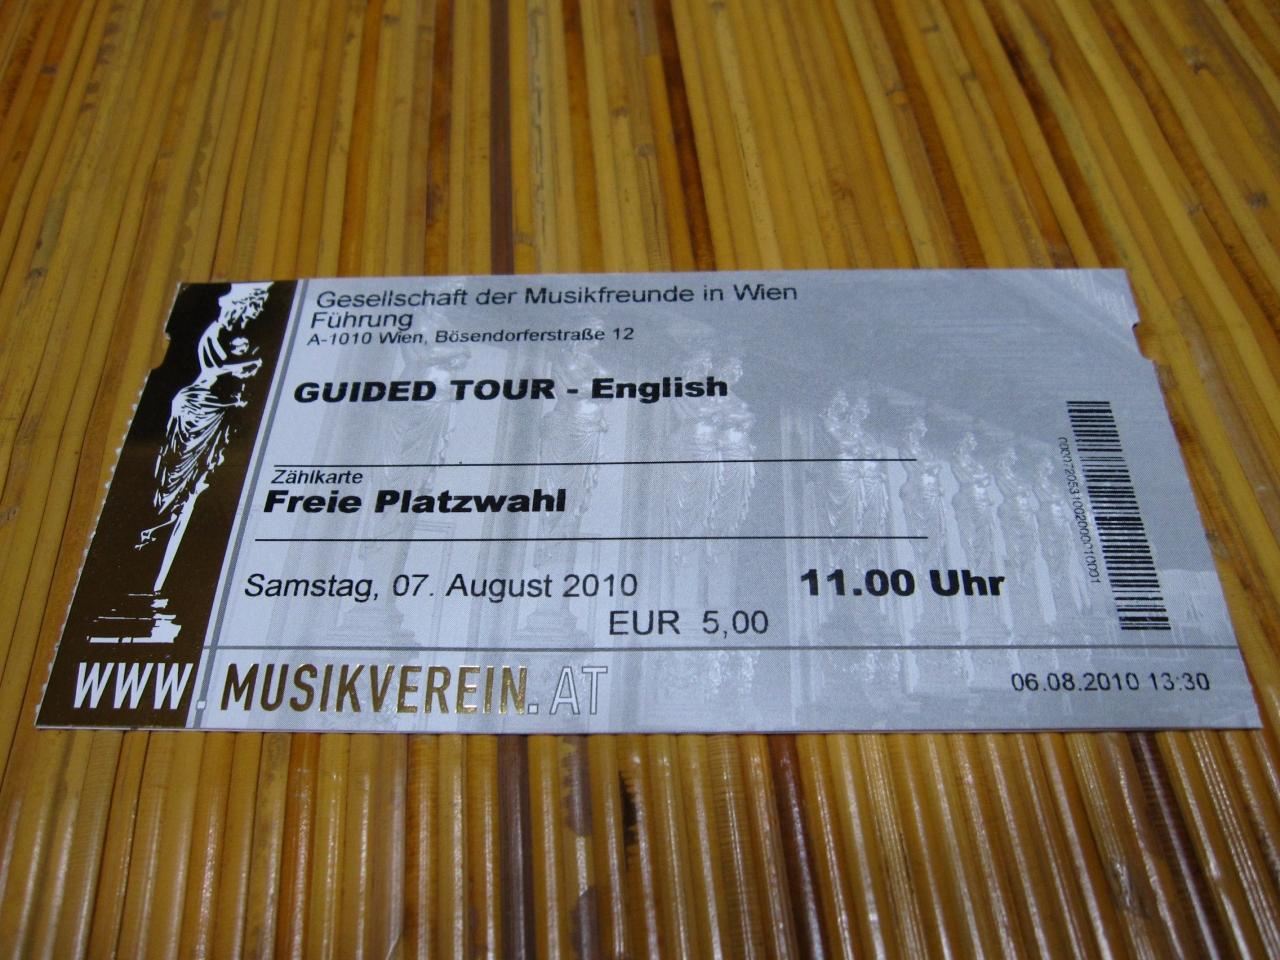 Gesellschaft der Musikfreunde in Wien
Führung
A-1010 Wien, Bösendorferstraße 12
GUIDED TOUR - English
Zählkarte
Freie Platzwahl
Samstag, 07. August 2010 11.00 Uhr
EUR 5,00
WWW.MUSIKVEREIN.AT
06.08.2010 13:30